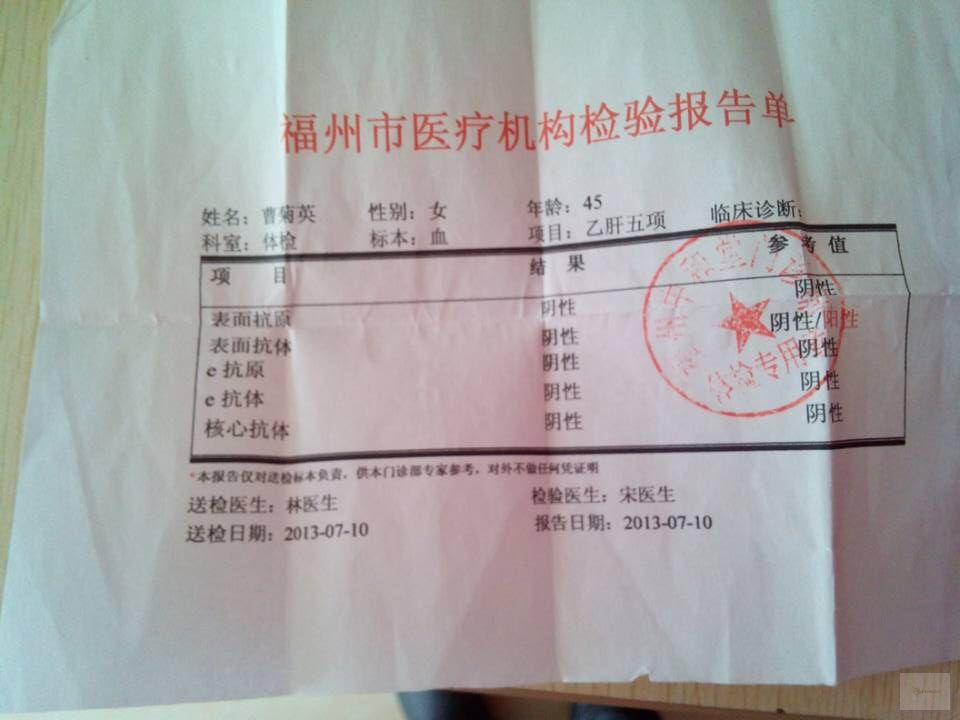 福州市医疗机构检验报告单
姓名：曹菊英 性别：女 年龄：45 临床诊断：
科室：体检 标本：血 项目：乙肝五项
项 目 结 果 参 考 值
表面抗原 阴性 阴性
表面抗体 阴性 阴性/阳性
e 抗原 阴性 阴性
e 抗体 阴性 阴性
核心抗体 阴性 阴性
*本报告仅对送检标本负责，供本门诊部专家参考，对外不做任何凭证明
送检医生：林医生 检验医生：宋医生
送检日期：2013-07-10 报告日期：2013-07-10
体检专用章